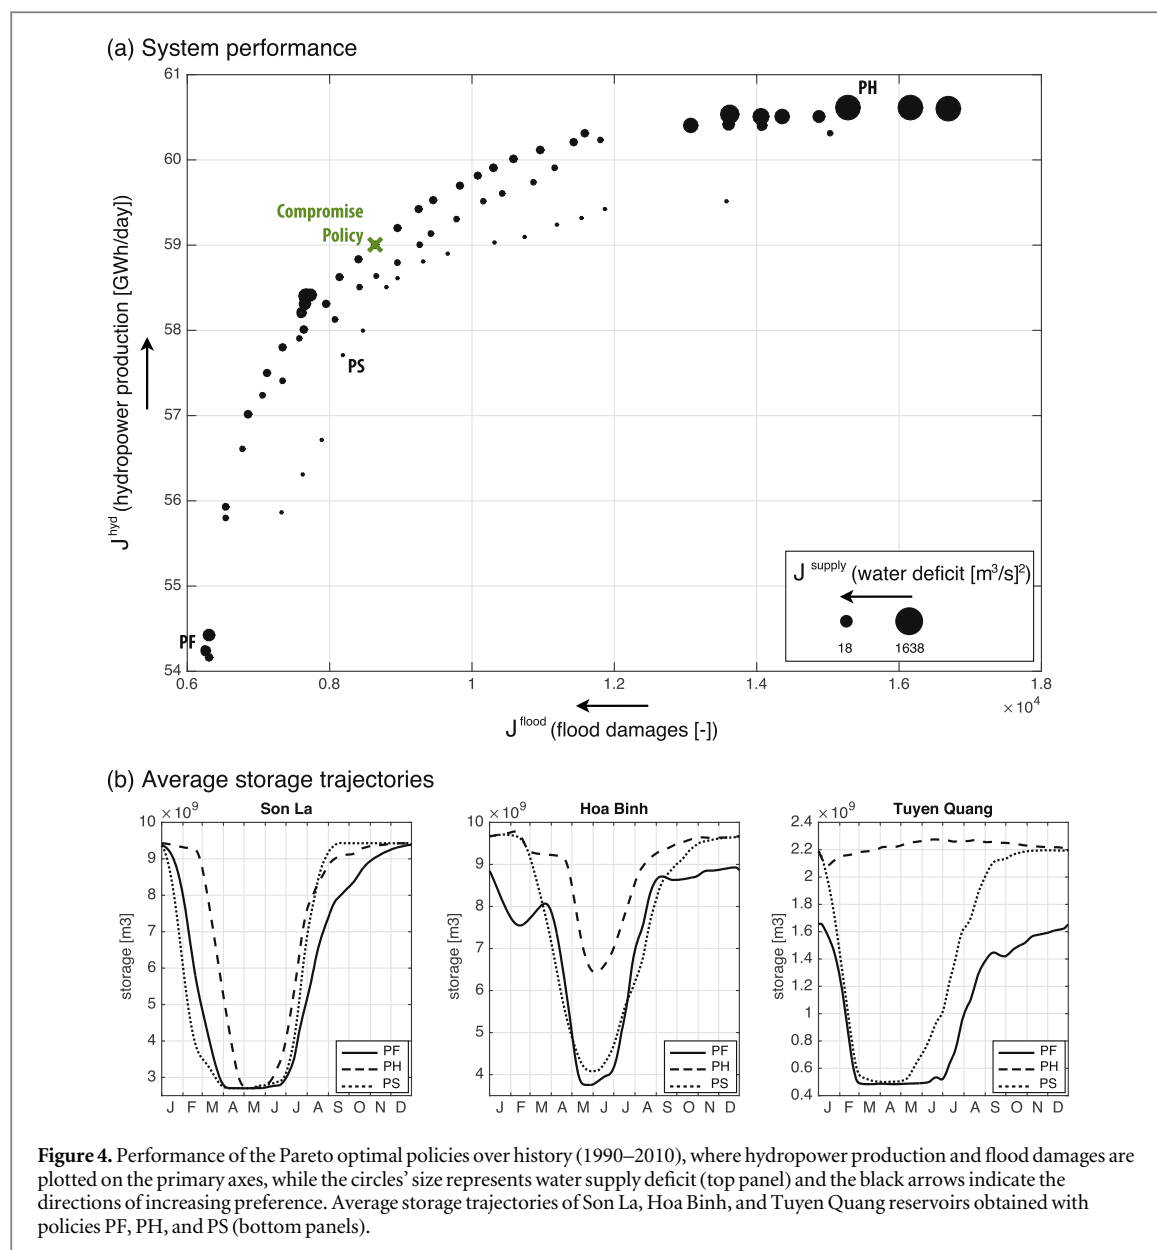 (a) System performance
61
60
59
58
57
56
55
54
J^hyd (hydropower production [GWh/day])
PH
Compromise
Policy
PS
PF
J^supply (water deficit [m³/s]²)
18 1638
0.6 0.8 1 1.2 1.4 1.6 1.8
× 10⁴
J^flood (flood damages [-])
(b) Average storage trajectories
× 10⁹ Son La
10
9
8
7
6
5
4
3
storage [m3]
PF
PH
PS
J F M A M J J A S O N D
× 10⁹ Hoa Binh
10
9
8
7
6
5
4
storage [m3]
PF
PH
PS
J F M A M J J A S O N D
× 10⁹ Tuyen Quang
2.4
2.2
2
1.8
1.6
1.4
1.2
1
0.8
0.6
0.4
storage [m3]
PF
PH
PS
J F M A M J J A S O N D
Figure 4. Performance of the Pareto optimal policies over history (1990–2010), where hydropower production and flood damages are
plotted on the primary axes, while the circles' size represents water supply deficit (top panel) and the black arrows indicate the
directions of increasing preference. Average storage trajectories of Son La, Hoa Binh, and Tuyen Quang reservoirs obtained with
policies PF, PH, and PS (bottom panels).